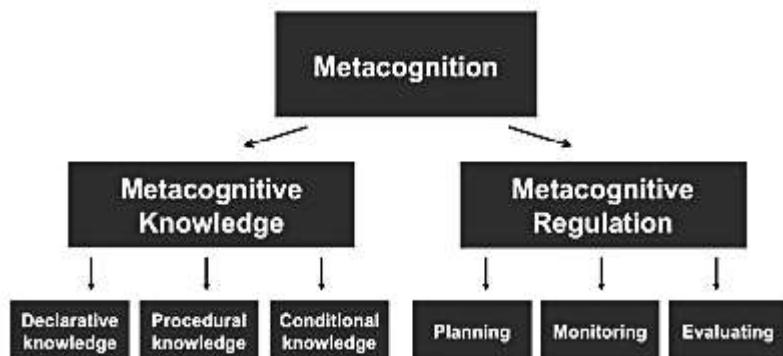 Metacognition
Metacognitive
Knowledge
Metacognitive
Regulation
Declarative
knowledge
Procedural
knowledge
Conditional
knowledge
Planning
Monitoring
Evaluating